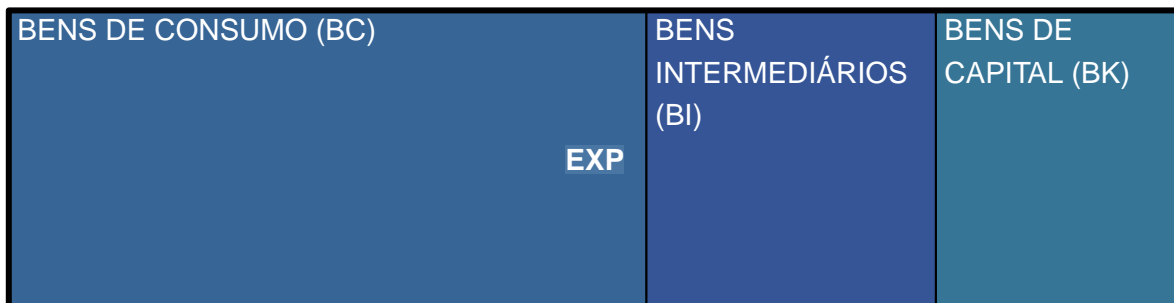 BENS DE CONSUMO (BC)
BENS
INTERMEDIÁRIOS
(BI)
BENS DE
CAPITAL (BK)
EXP